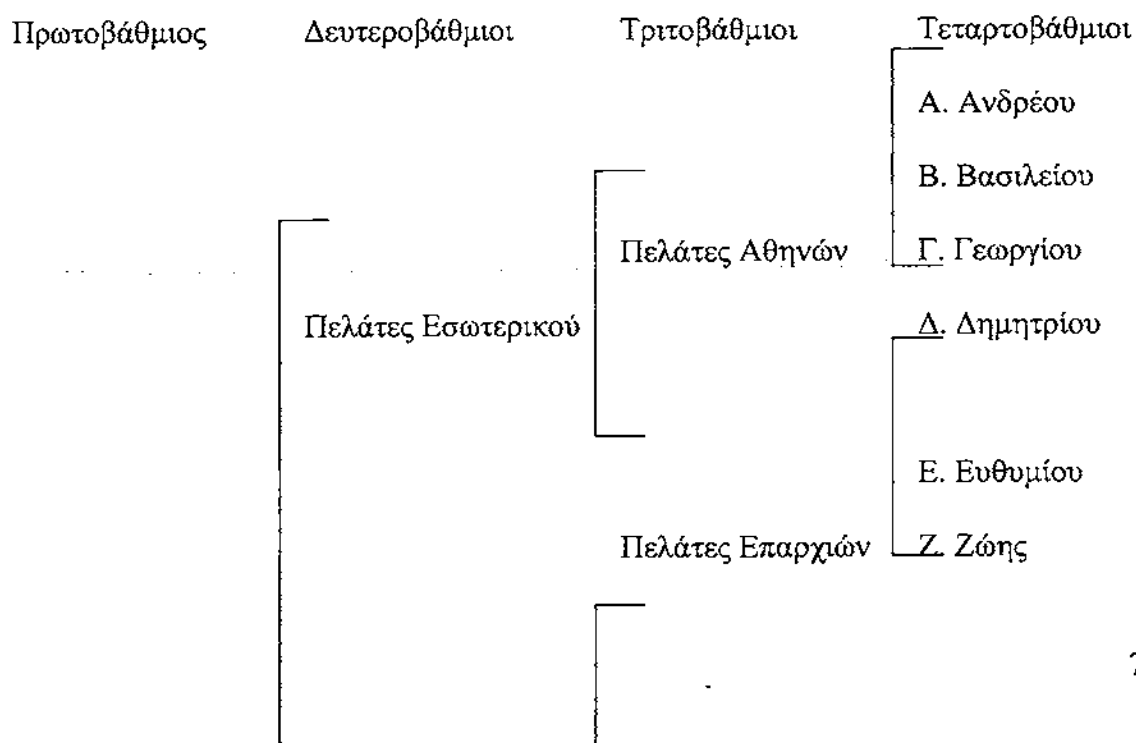 Πρωτοβάθμιος Δευτεροβάθμιοι Τριτοβάθμιοι Τεταρτοβάθμιοι
Α. Ανδρέου
Β. Βασιλείου
Πελάτες Αθηνών Γ. Γεωργίου
Πελάτες Εσωτερικού Δ. Δημητρίου
Ε. Ευθυμίου
Πελάτες Επαρχιών Ζ. Ζώης